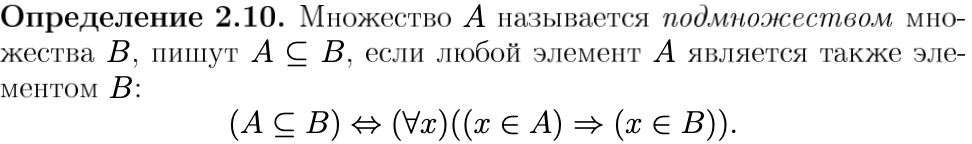 Определение 2.10. Множество A называется подмножеством мно-
жества B, пишут A ⊆ B, если любой элемент A является также эле-
ментом B:
(A ⊆ B) ⇔ (∀x)((x ∈ A) ⇒ (x ∈ B)).